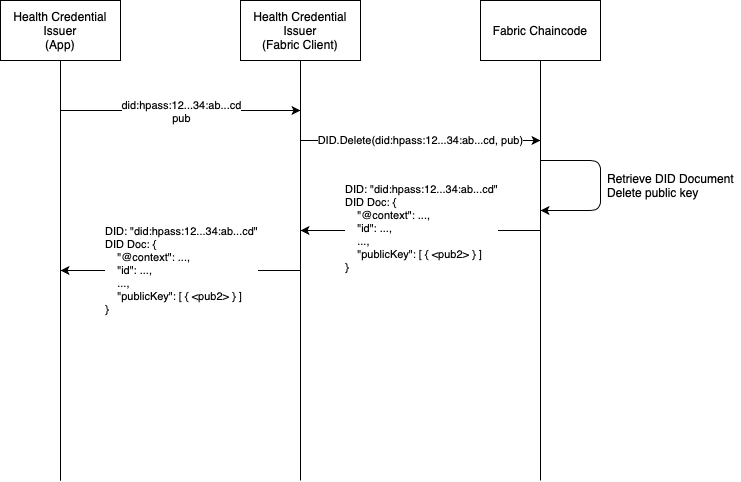 Health Credential
Issuer
(App)
Health Credential
Issuer
(Fabric Client)
Fabric Chaincode
did:hpass:12...34:ab...cd
pub
DID.Delete(did:hpass:12...34:ab...cd, pub)
Retrieve DID Document
Delete public key
DID: "did:hpass:12...34:ab...cd"
DID Doc: {
"@context": ...,
"id": ...,
...,
"publicKey": [ { <pub2> } ]
}
DID: "did:hpass:12...34:ab...cd"
DID Doc: {
"@context": ...,
"id": ...,
...,
"publicKey": [ { <pub2> } ]
}